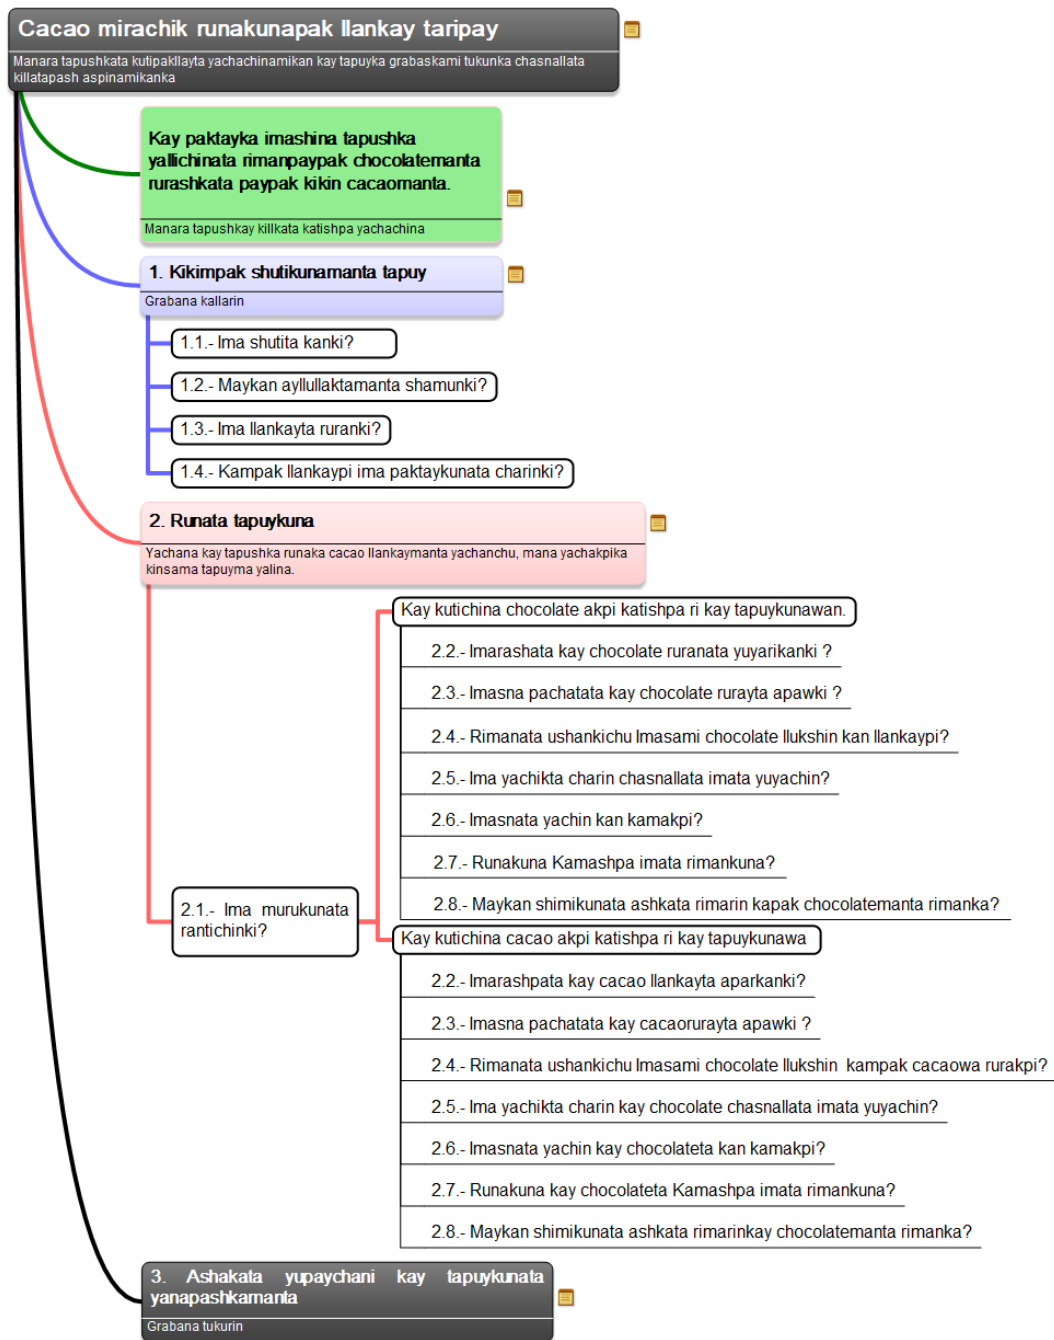 Cacao mirachik runakunapak llankay taripay
Manara tapushkata kutipakllayta yachachinamikan kay tapuyka grabaskami tukunka chasnallata
killatapash aspinamikanka
Kay paktayka imashina tapushka
yallichinata rimanpaypak chocolatemanta
rurashkata paypak kikin cacaomanta.
Manara tapushkay killkata katishpa yachachina
1. Kikimpak shutikunamanta tapuy
Grabana kallarin
1.1.- Ima shutita kanki?
1.2.- Maykan ayllullaktamanta shamunki?
1.3.- Ima llankayta ruranki?
1.4.- Kampak llankaypi ima paktaykunata charinki?
2. Runata tapuykuna
Yachana kay tapushka runaka cacao llankaymanta yachanchu, mana yachakpika
kinsama tapuyma yalina.
2.1.- Ima murukunata
rantichinki?
Kay kutichina chocolate akpi katishpa ri kay tapuykunawan.
2.2.- Imarashata kay chocolate ruranata yuyarikanki ?
2.3.- Imasna pachatata kay chocolate rurayta apawki ?
2.4.- Rimanata ushankichu Imasami chocolate llukshin kan llankaypi?
2.5.- Ima yachikta charin chasnallata imata yuyachin?
2.6.- Imasnata yachin kan kamakpi?
2.7.- Runakuna Kamashpa imata rimankuna?
2.8.- Maykan shimikunata ashkata rimarin kapak chocolatemanta rimanka?
Kay kutichina cacao akpi katishpa ri kay tapuykunawa
2.2.- Imarashpata kay cacao llankayta aparkanki?
2.3.- Imasna pachatata kay cacaorurayta apawki ?
2.4.- Rimanata ushankichu Imasami chocolate llukshin kampak cacaowa rurakpi?
2.5.- Ima yachikta charin kay chocolate chasnallata imata yuyachin?
2.6.- Imasnata yachin kay chocolateta kan kamakpi?
2.7.- Runakuna kay chocolateta Kamashpa imata rimankuna?
2.8.- Maykan shimikunata ashkata rimarinkay chocolatemanta rimanka?
3. Ashakata yupaychani kay tapuykunata
yanapashkamanta
Grabana tukurin